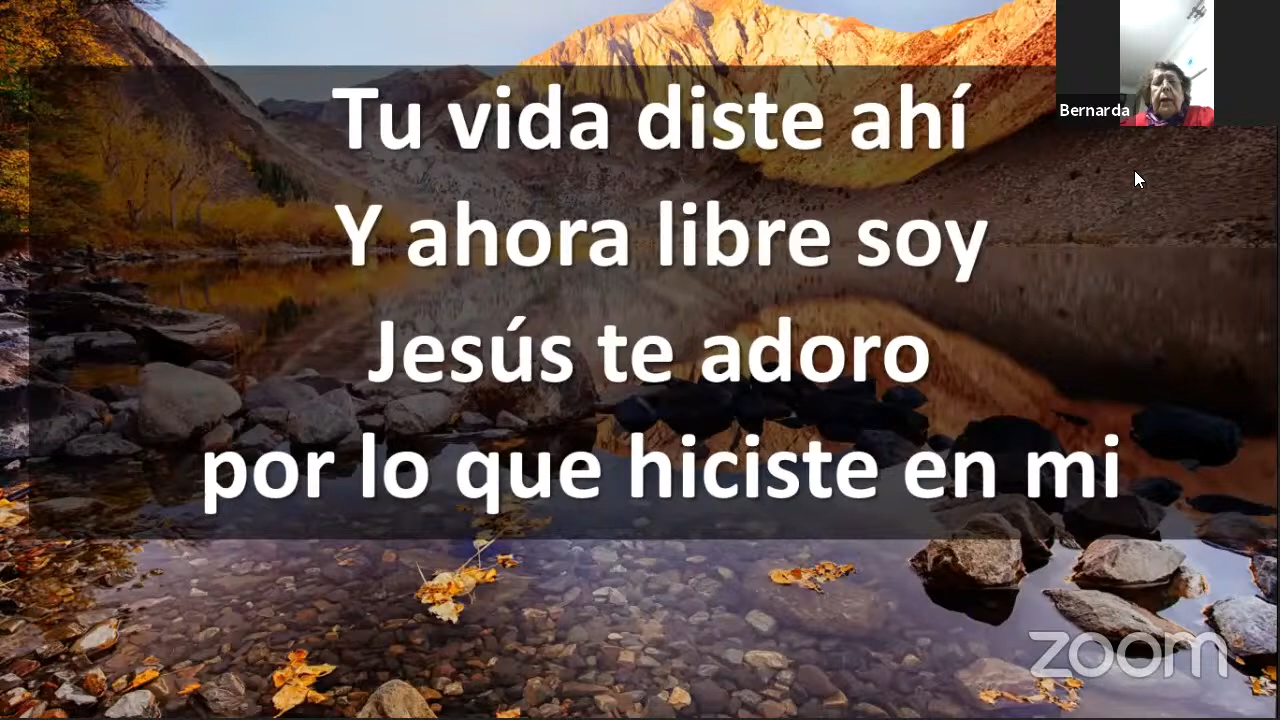 Tu vida diste ahí
Y ahora libre soy
Jesús te adoro
por lo que hiciste en mi
Bernarda
zoom